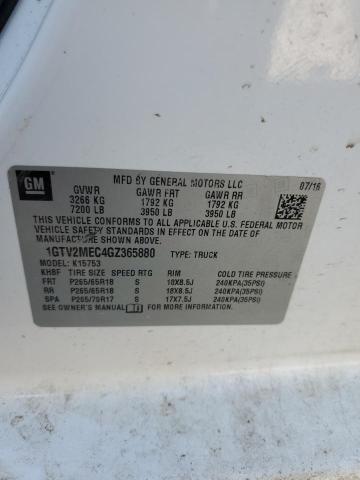 GM
MFD BY GENERAL MOTORS LLC 07/16
GVWR GAWR FRT GAWR RR
3266 KG 1792 KG 1792 KG
7200 LB 3950 LB 3950 LB
THIS VEHICLE CONFORMS TO ALL APPLICABLE U.S. FEDERAL MOTOR
VEHICLE SAFETY STANDARDS IN EFFECT ON THE DATE OF
MANUFACTURE SHOWN ABOVE.
1GTV2MEC4GZ365880 TYPE: TRUCK
MODEL: K15753
KHBF TIRE SIZE SPEED RIM COLD TIRE PRESSURE
FRT P265/65R18 S 18X8.5J 240KPA(35PSI)
RR P265/65R18 S 18X8.5J 240KPA(35PSI)
SPA P265/70R17 S 17X7.5J 240KPA(35PSI)
SEE OWNER'S MANUAL FOR MORE INFORMATION.